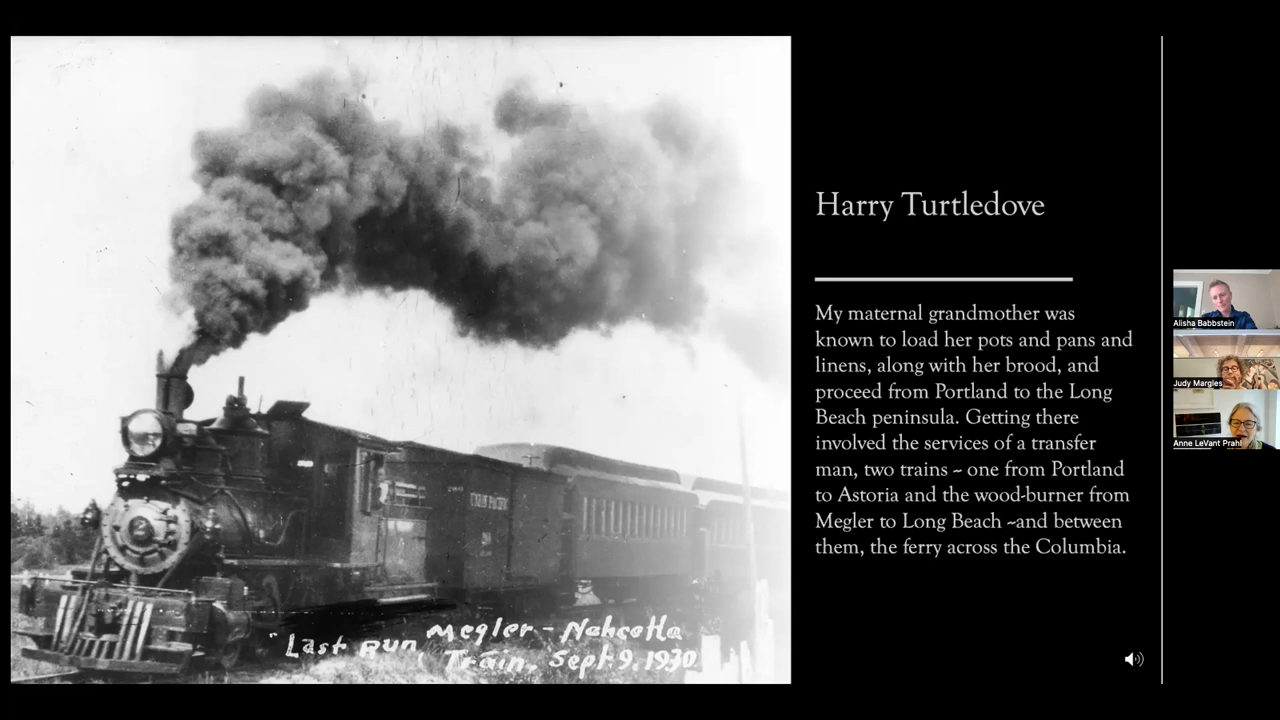 Harry Turtledove
My maternal grandmother was
known to load her pots and pans and
linens, along with her brood, and
proceed from Portland to the Long
Beach peninsula. Getting there
involved the services of a transfer
man, two trains ~ one from Portland
to Astoria and the wood-burner from
Megler to Long Beach ~and between
them, the ferry across the Columbia.
UNION PACIFIC
"Last Run, Megler - Nahcotta
Train, Sept. 9, 1930
Alisha Babbstein
Judy Margles
Anne LeVant Prahl